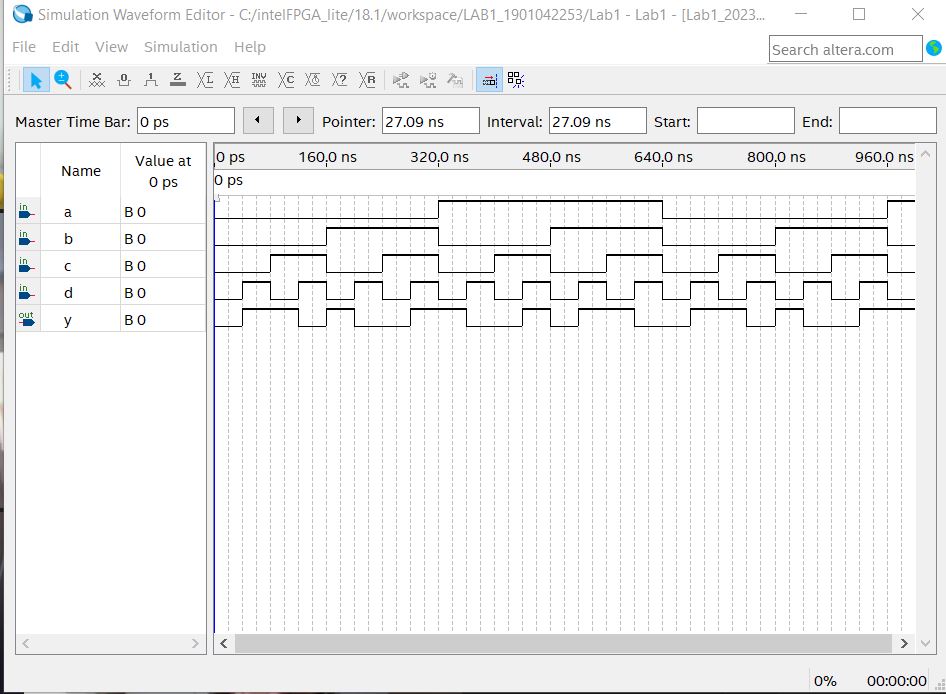 Simulation Waveform Editor - C:/intelFPGA_lite/18.1/workspace/LAB1_1901042253/Lab1 - Lab1 - [Lab1_2023...
File Edit View Simulation Help
Search altera.com
Master Time Bar: 0 ps Pointer: 27.09 ns Interval: 27.09 ns Start: End:
Name
Value at
0 ps
0 ps 160,0 ns 320,0 ns 480,0 ns 640,0 ns 800,0 ns 960,0 ns
0 ps
in a B 0
in b B 0
in c B 0
in d B 0
out y B 0
0% 00:00:00